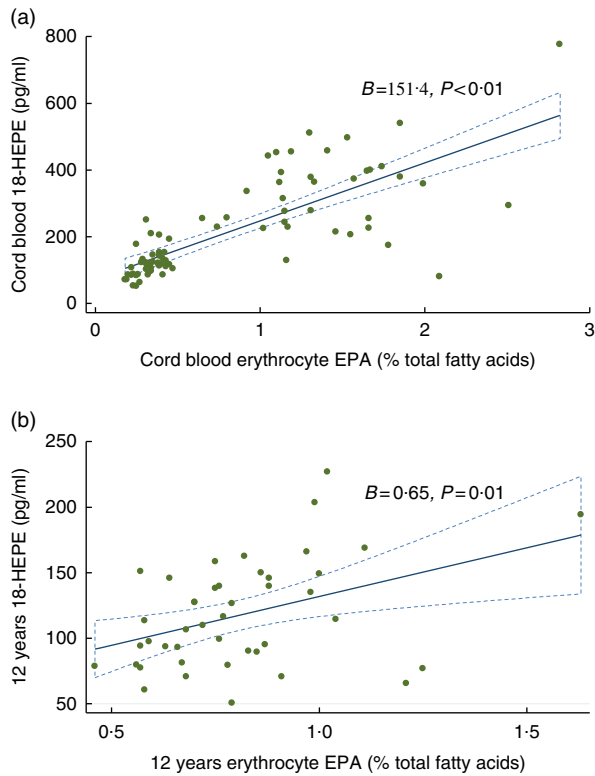 (a)
800
600
400
200
0
Cord blood 18-HEPE (pg/ml)
B=151·4, P<0·01
0 1 2 3
Cord blood erythrocyte EPA (% total fatty acids)
(b)
250
200
150
100
50
12 years 18-HEPE (pg/ml)
B=0·65, P=0·01
0·5 1·0 1·5
12 years erythrocyte EPA (% total fatty acids)